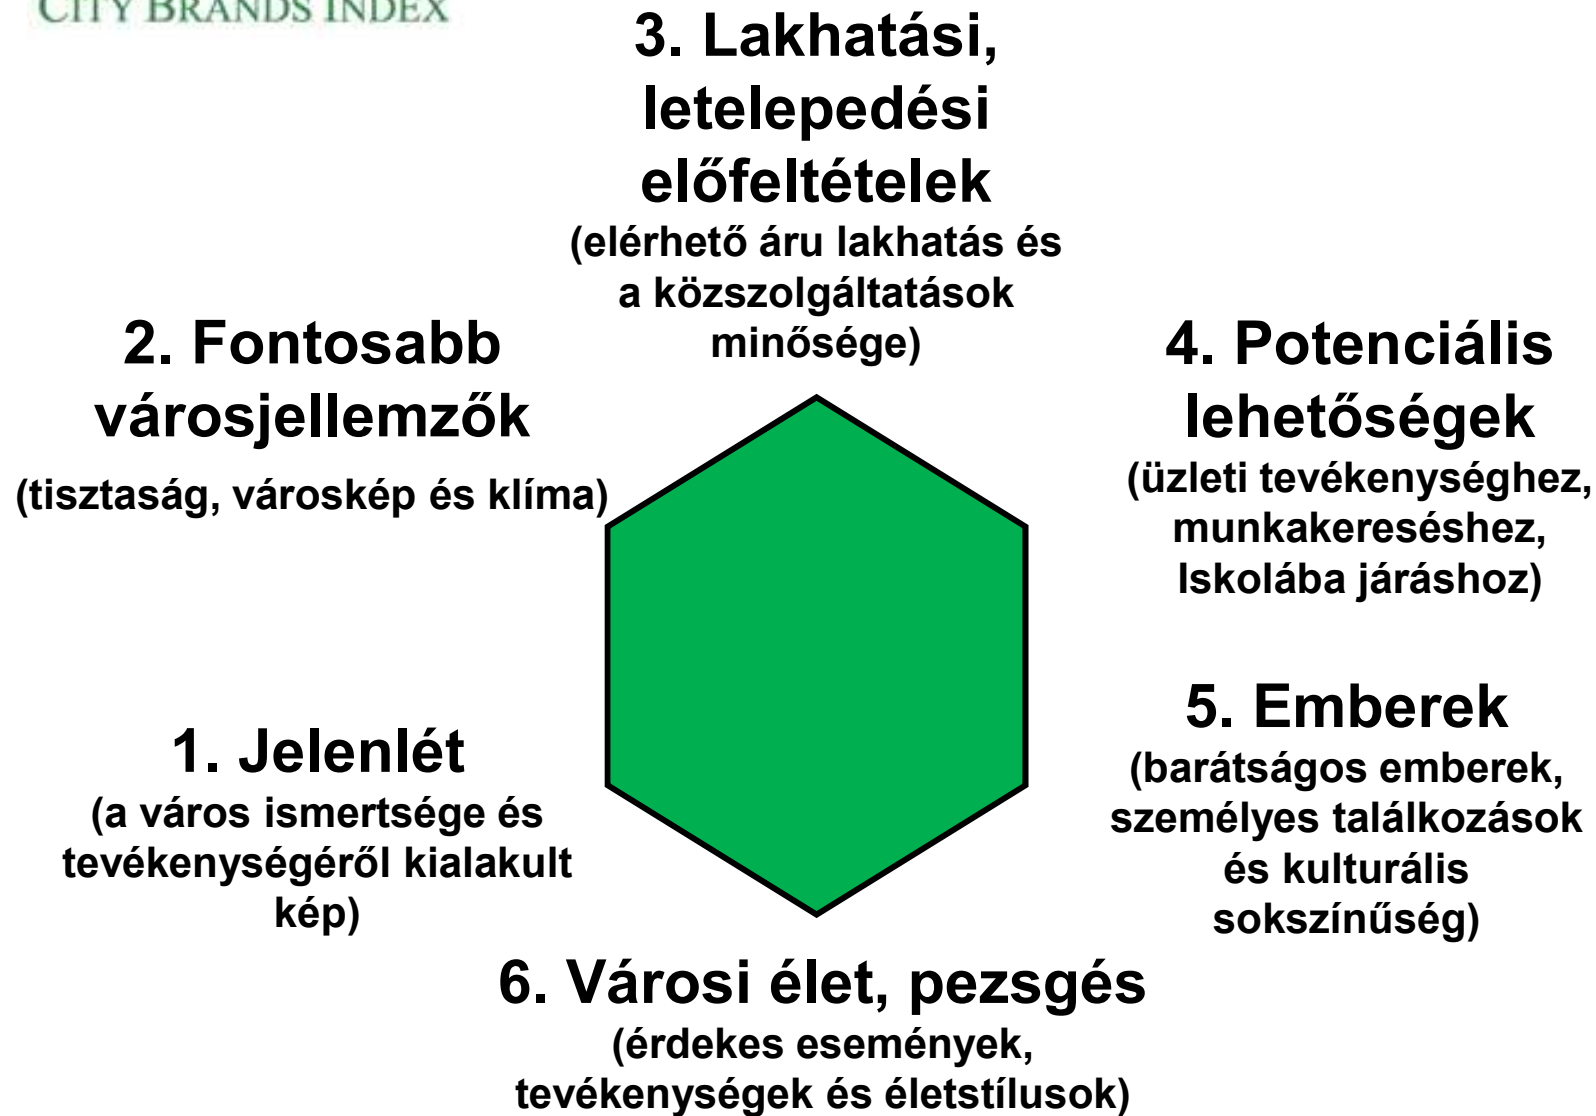 CITY BRANDS INDEX
3. Lakhatási,
letelepedési
előfeltételek
(elérhető áru lakhatás és
a közszolgáltatások
minősége)
2. Fontosabb
városjellemzők
(tisztaság, városkép és klíma)
4. Potenciális
lehetőségek
(üzleti tevékenységhez,
munkakereséshez,
Iskolába járáshoz)
1. Jelenlét
(a város ismertsége és
tevékenységéről kialakult
kép)
5. Emberek
(barátságos emberek,
személyes találkozások
és kulturális
sokszínűség)
6. Városi élet, pezsgés
(érdekes események,
tevékenységek és életstílusok)